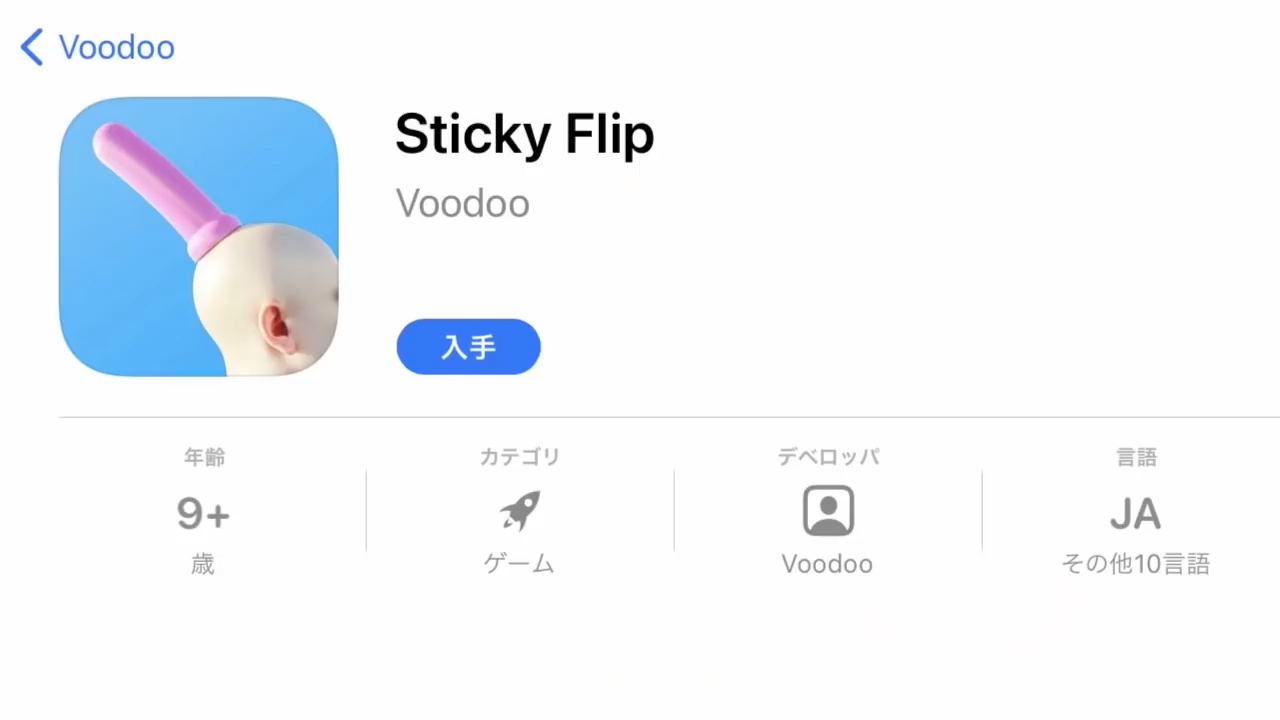 Voodoo
Sticky Flip
Voodoo
入手
年齢
9+
歳
カテゴリ
ゲーム
デベロッパ
Voodoo
言語
JA
その他10言語